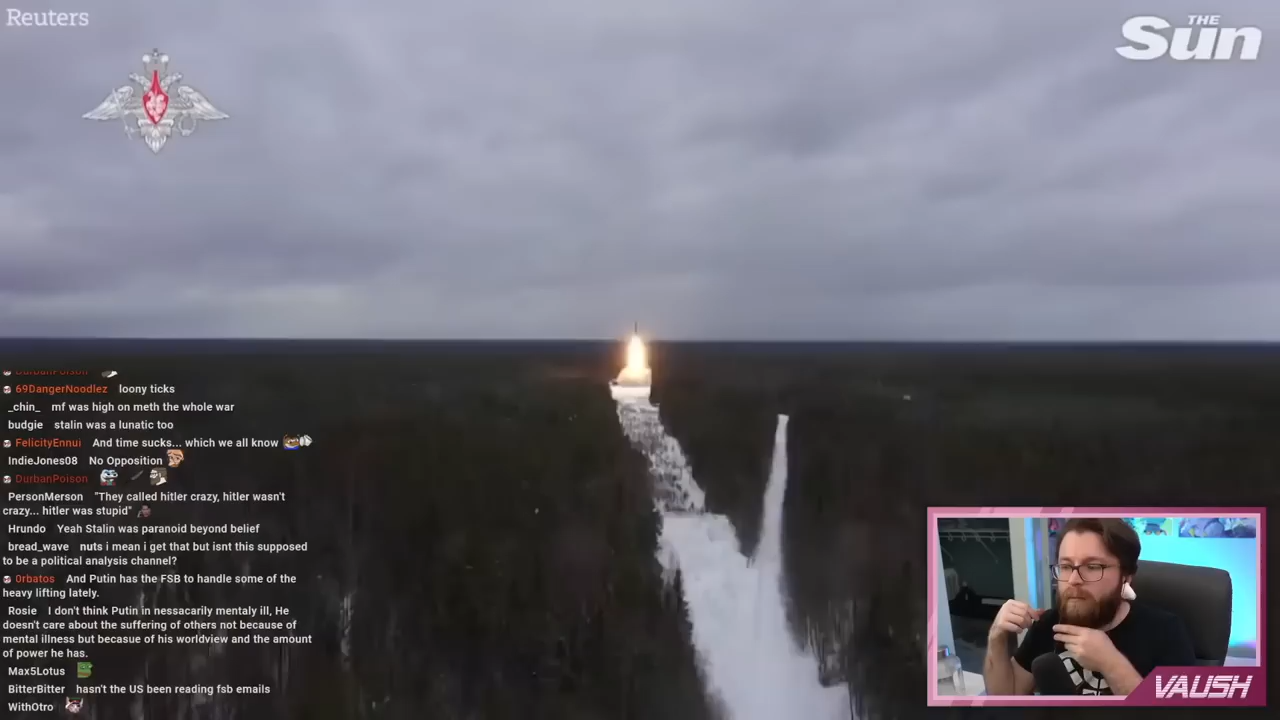 Reuters
THE
Sun
DurbanPoison
69DangerNoodlez loony ticks
_chin_ mf was high on meth the whole war
budgie stalin was a lunatic too
FelicityEnnui And time sucks... which we all know
IndieJones08 No Opposition
DurbanPoison
PersonMerson "They called hitler crazy, hitler wasn't
crazy... hitler was stupid"
Hrundo Yeah Stalin was paranoid beyond belief
bread_wave nuts i mean i get that but isnt this supposed
to be a political analysis channel?
0rbatos And Putin has the FSB to handle some of the
heavy lifting lately.
Rosie I don't think Putin in nessacarily mentaly ill, He
doesn't care about the suffering of others not because of
mental illness but becasue of his worldview and the amount
of power he has.
Max5Lotus
BitterBitter hasn't the US been reading fsb emails
WithOtro
VAUSH